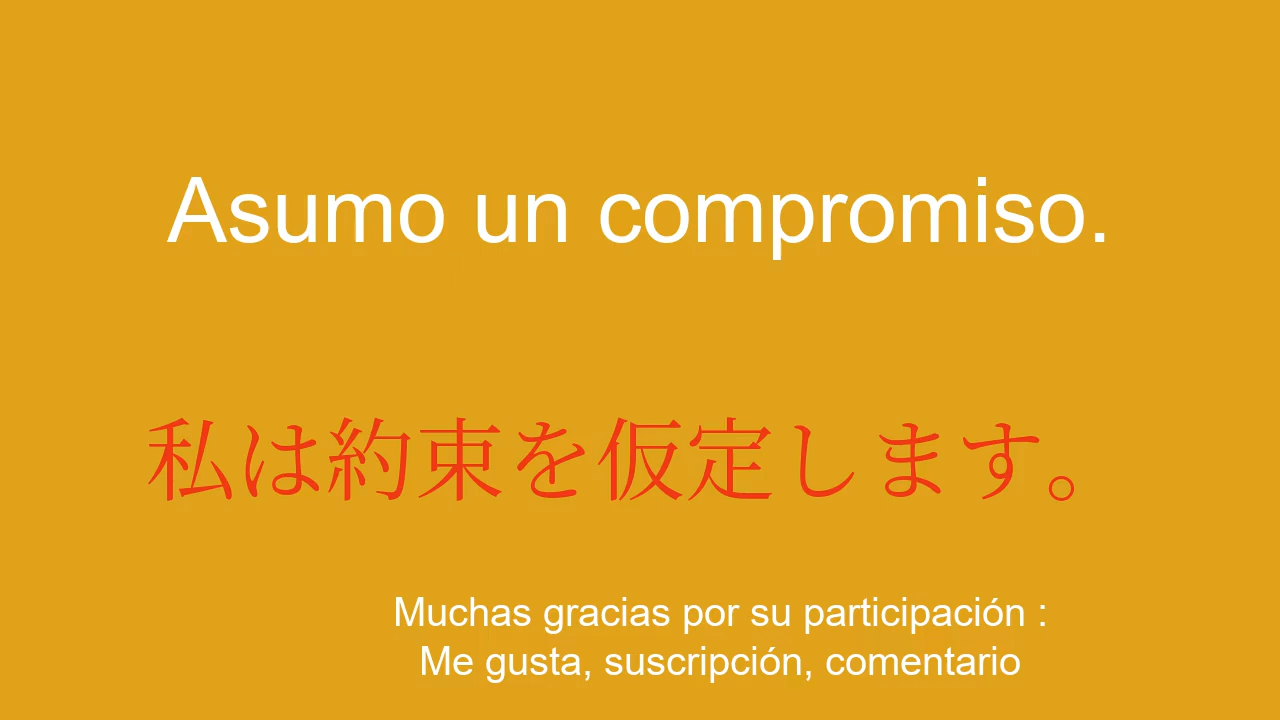 Asumo un compromiso.
私は約束を仮定します。
Muchas gracias por su participación :
Me gusta, suscripción, comentario